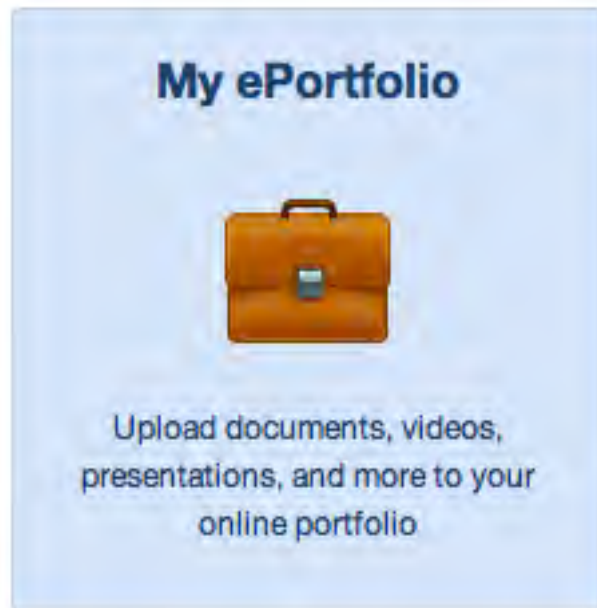 My ePortfolio
Upload documents, videos,
presentations, and more to your
online portfolio